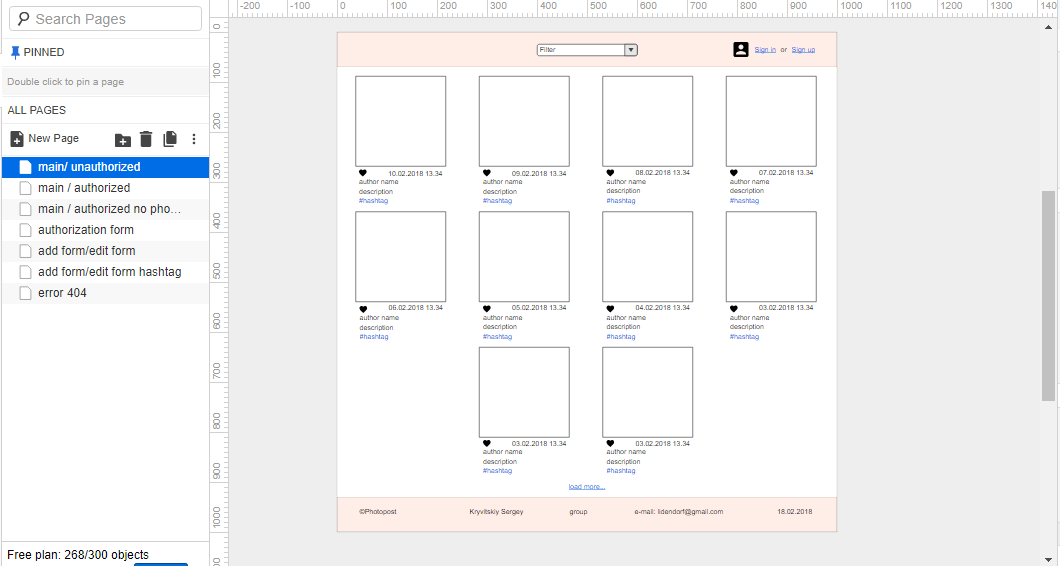 Search Pages
PINNED
Double click to pin a page
ALL PAGES
New Page
main/ unauthorized
main / authorized
main / authorized no pho...
authorization form
add form/edit form
add form/edit form hashtag
error 404
Free plan: 268/300 objects
-200 -100 0 100 200 300 400 500 600 700 800 900 1000 1100 1200 1300 140
0
100
200
300
400
500
600
700
800
900
1000
Filter Sign in or Sign up
10.02.2018 13.34 09.02.2018 13.34 08.02.2018 13.34 07.02.2018 13.34
author name author name author name author name
description description description description
#hashtag #hashtag #hashtag #hashtag
06.02.2018 13.34 05.02.2018 13.34 04.02.2018 13.34 03.02.2018 13.34
author name author name author name author name
description description description description
#hashtag #hashtag #hashtag #hashtag
03.02.2018 13.34 03.02.2018 13.34
author name author name
description description
#hashtag #hashtag
load more...
©Photopost Kryvitskiy Sergey group e-mail: lidendorf@gmail.com 18.02.2018